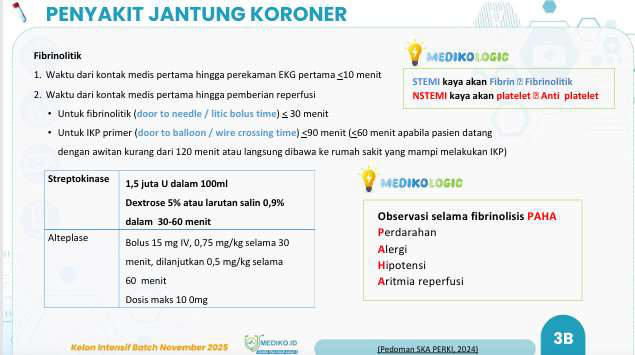 PENYAKIT JANTUNG KORONER
Fibrinolitik
1. Waktu dari kontak medis pertama hingga perekaman EKG pertama <10 menit
2. Waktu dari kontak medis pertama hingga pemberian reperfusi
• Untuk fibrinolitik (door to needle / litic bolus time) < 30 menit
• Untuk IKP primer (door to balloon / wire crossing time) <90 menit (<60 menit apabila pasien datang
dengan awitan kurang dari 120 menit atau langsung dibawa ke rumah sakit yang mampi melakukan IKP)
MEDIKOLOGIC
STEMI kaya akan Fibrin Fibrinolitik
NSTEMI kaya akan platelet Anti platelet
Streptokinase
1,5 juta U dalam 100ml
Dextrose 5% atau larutan salin 0,9%
dalam 30-60 menit
Alteplase
Bolus 15 mg IV, 0,75 mg/kg selama 30
menit, dilanjutkan 0,5 mg/kg selama
60 menit
Dosis maks 10 0mg
MEDIKOLOGIC
Observasi selama fibrinolisis PAHA
Perdarahan
Alergi
Hipotensi
Aritmia reperfusi
Kelon Intensif Batch November 2025
MEDIKO.ID
(Pedoman SKA PERKI, 2024)
3B